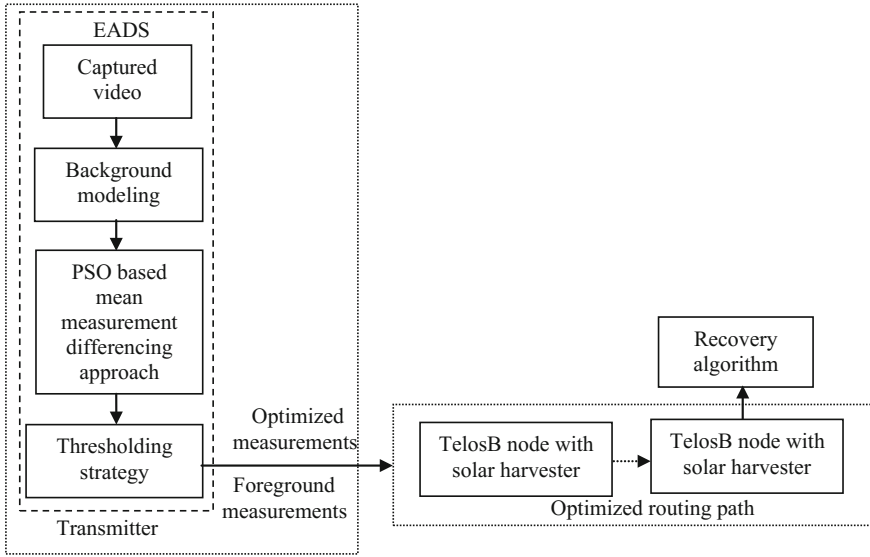 EADS
Captured
video
Background
modeling
PSO based
mean
measurement
differencing
approach
Thresholding
strategy
Transmitter
Optimized
measurements
Foreground
measurements
TelosB node with
solar harvester
TelosB node with
solar harvester
Optimized routing path
Recovery
algorithm